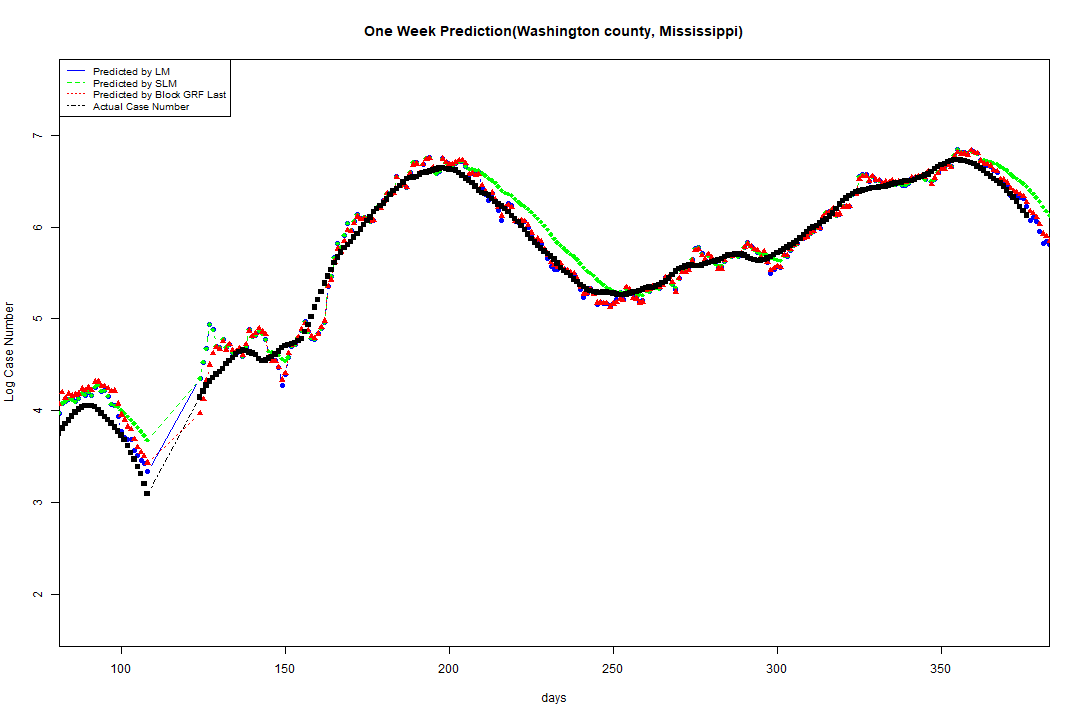 One Week Prediction(Washington county, Mississippi)
Predicted by LM
Predicted by SLM
Predicted by Block GRF Last
Actual Case Number
7
6
5
4
3
2
Log Case Number
100 150 200 250 300 350
days